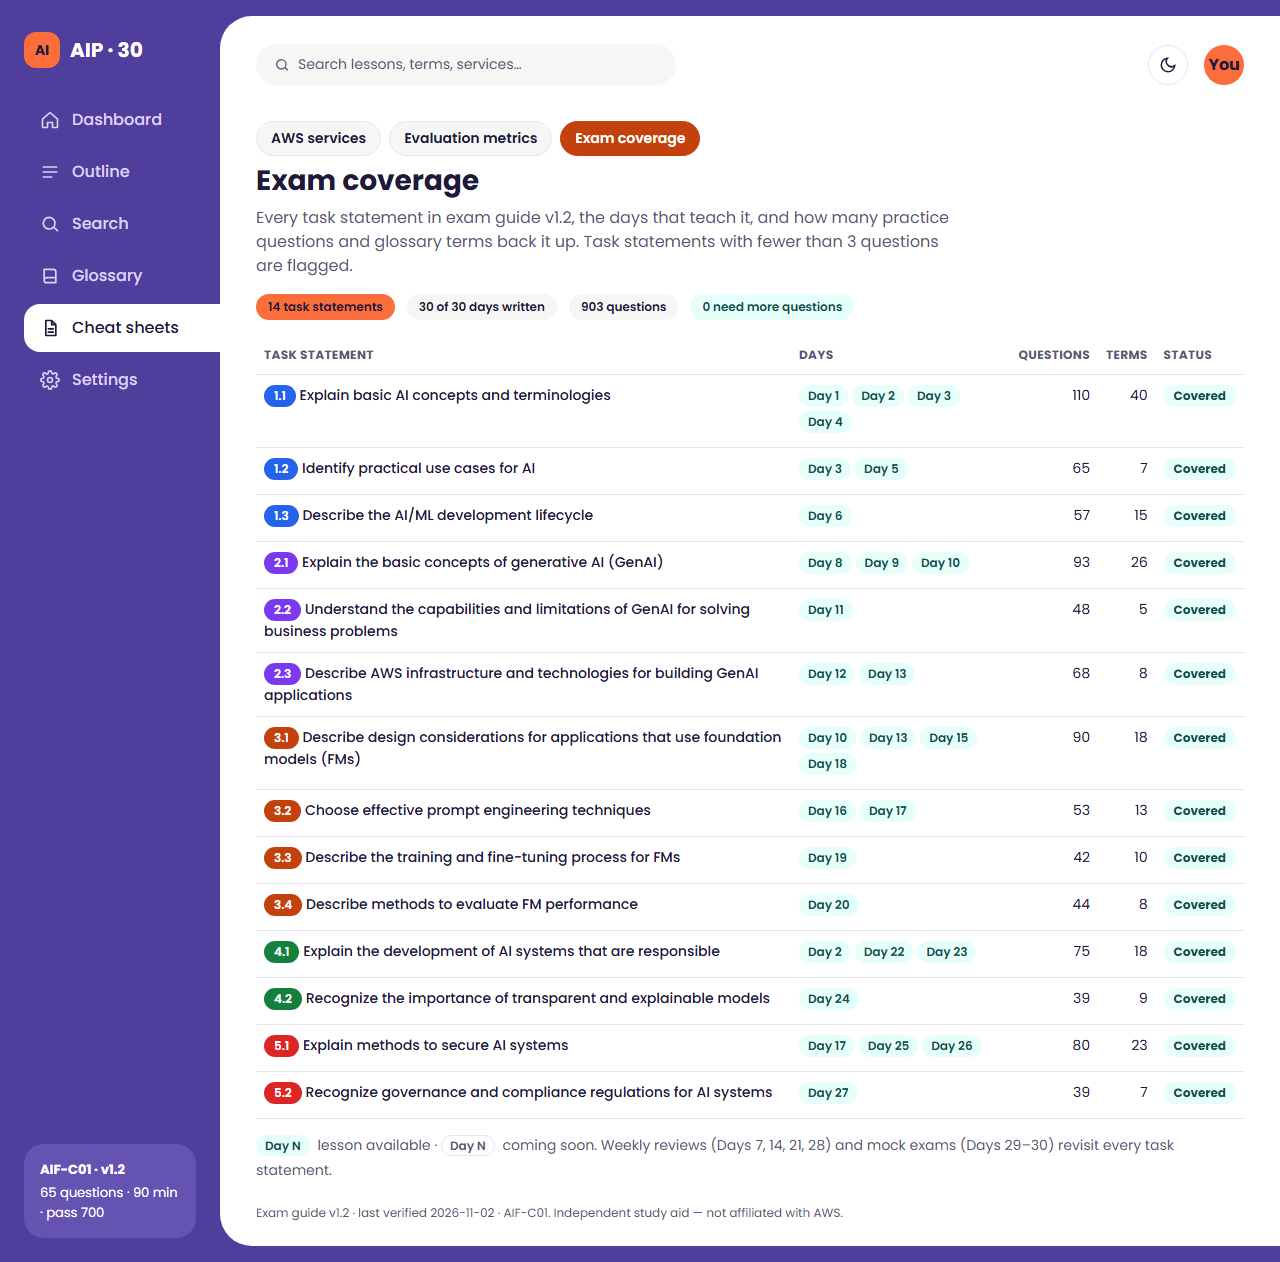 AI AIP · 30
Dashboard
Outline
Search
Glossary
Cheat sheets
Settings
AIF-C01 · v1.2
65 questions · 90 min
· pass 700
Search lessons, terms, services...
You
AWS services Evaluation metrics Exam coverage
Exam coverage
Every task statement in exam guide v1.2, the days that teach it, and how many practice
questions and glossary terms back it up. Task statements with fewer than 3 questions
are flagged.
14 task statements 30 of 30 days written 903 questions 0 need more questions
TASK STATEMENT DAYS QUESTIONS TERMS STATUS
1.1 Explain basic AI concepts and terminologies Day 1 Day 2 Day 3 110 40 Covered
Day 4
1.2 Identify practical use cases for AI Day 3 Day 5 65 7 Covered
1.3 Describe the AI/ML development lifecycle Day 6 57 15 Covered
2.1 Explain the basic concepts of generative AI (GenAI) Day 8 Day 9 Day 10 93 26 Covered
2.2 Understand the capabilities and limitations of GenAI for solving Day 11 48 5 Covered
business problems
2.3 Describe AWS infrastructure and technologies for building GenAI Day 12 Day 13 68 8 Covered
applications
3.1 Describe design considerations for applications that use foundation Day 10 Day 13 Day 15 90 18 Covered
models (FMs) Day 18
3.2 Choose effective prompt engineering techniques Day 16 Day 17 53 13 Covered
3.3 Describe the training and fine-tuning process for FMs Day 19 42 10 Covered
3.4 Describe methods to evaluate FM performance Day 20 44 8 Covered
4.1 Explain the development of AI systems that are responsible Day 2 Day 22 Day 23 75 18 Covered
4.2 Recognize the importance of transparent and explainable models Day 24 39 9 Covered
5.1 Explain methods to secure AI systems Day 17 Day 25 Day 26 80 23 Covered
5.2 Recognize governance and compliance regulations for AI systems Day 27 39 7 Covered
Day N lesson available · Day N coming soon. Weekly reviews (Days 7, 14, 21, 28) and mock exams (Days 29–30) revisit every task
statement.
Exam guide v1.2 · last verified 2026-11-02 · AIF-C01. Independent study aid — not affiliated with AWS.